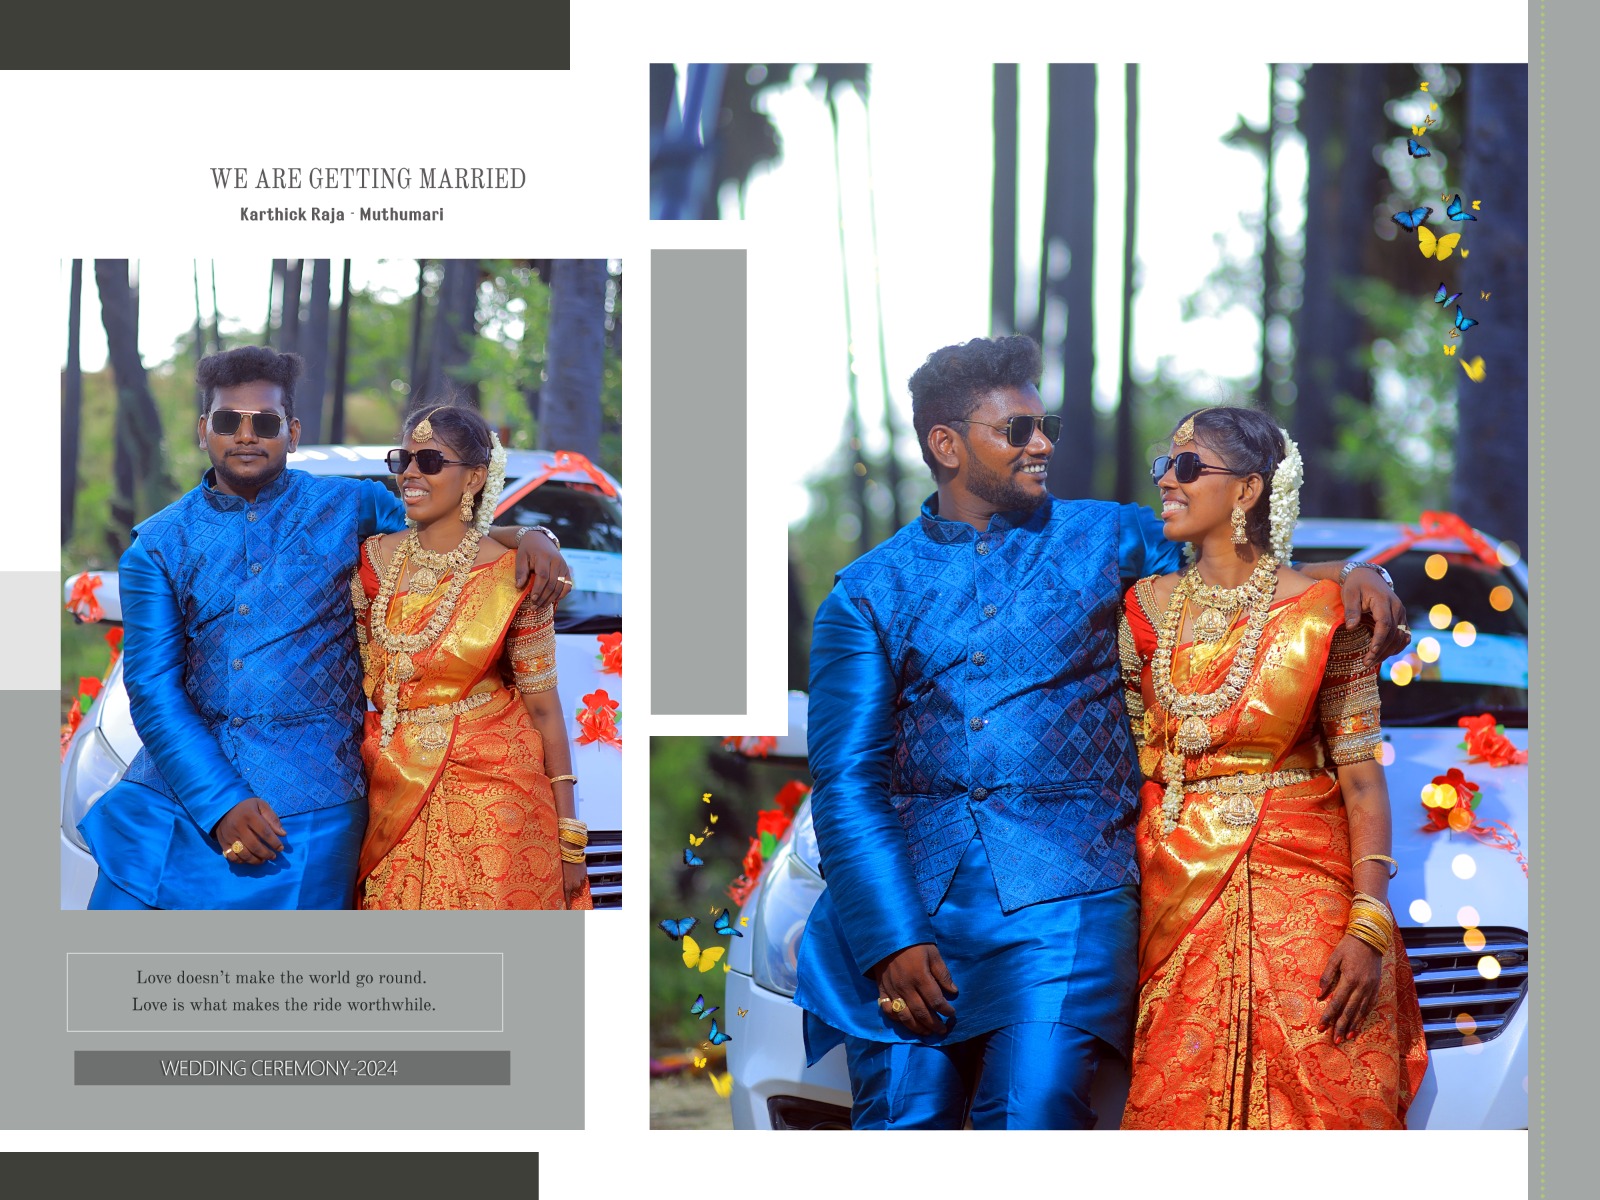 WE ARE GETTING MARRIED
Karthick Raja - Muthumari
Love doesn't make the world go round.
Love is what makes the ride worthwhile.
WEDDING CEREMONY-2024